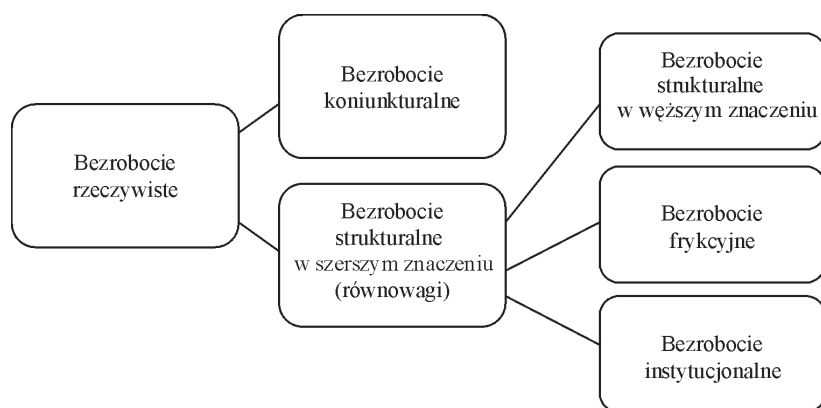 Bezrobocie
rzeczywiste
Bezrobocie
koniunkturalne
Bezrobocie
strukturalne
w szerszym znaczeniu
(równowagi)
Bezrobocie
strukturalne
w węższym znaczeniu
Bezrobocie
frykcyjne
Bezrobocie
instytucjonalne